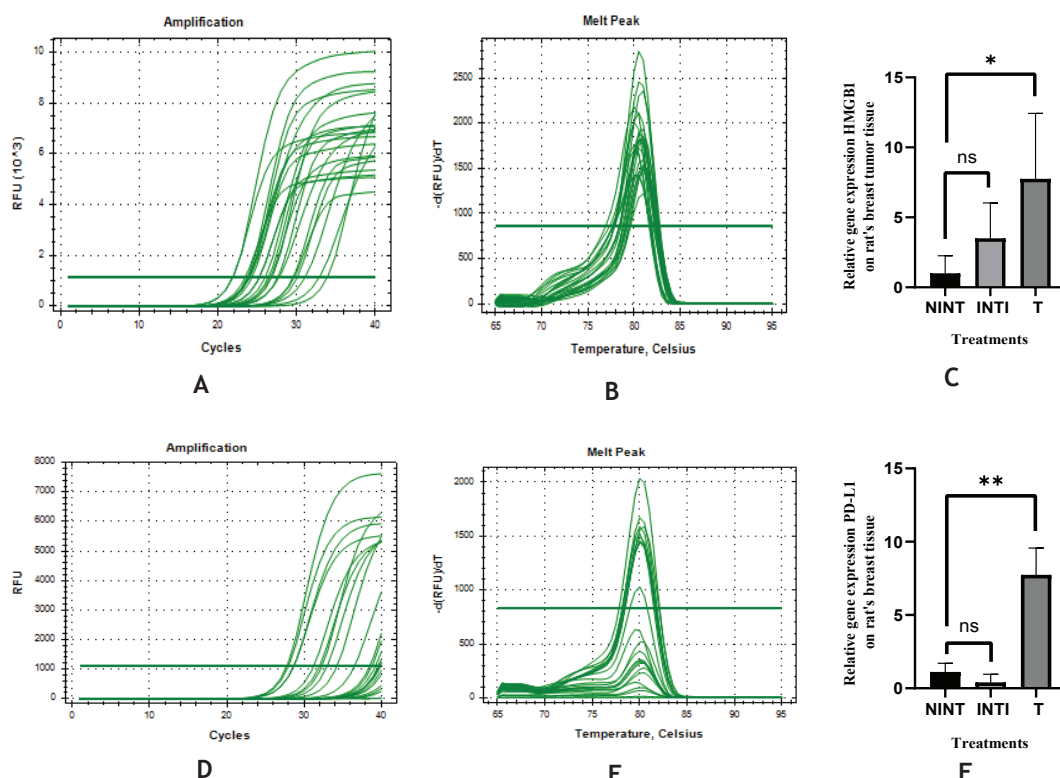 Amplification
10
8
6
4
2
0
RFU (10^3)
0 10 20 30 40
Cycles
A
Melt Peak
2500
2000
1500
1000
500
0
-d(RFU)/dT
65 70 75 80 85 90 95
Temperature, Celsius
B
Relative gene expression HMGB1
on rat's breast tumor tissue
15
10
5
0
*
ns
NINT INTI T
Treatments
C
Amplification
8000
7000
6000
5000
4000
3000
2000
1000
0
RFU
0 10 20 30 40
Cycles
D
Melt Peak
2000
1500
1000
500
0
-d(RFU)/dT
65 70 75 80 85 90 95
Temperature, Celsius
Relative gene expression PD-L1
on rat's breast tissue
15
10
5
0
**
ns
NINT INTI T
Treatments